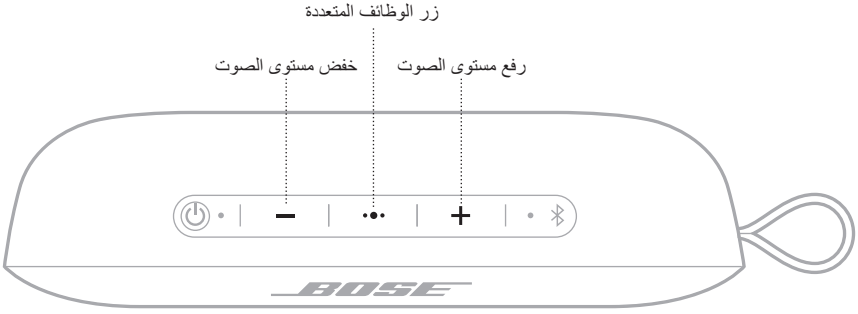 زر الوظائف المتعددة
رفع مستوى الصوت
خفض مستوى الصوت
BOSE